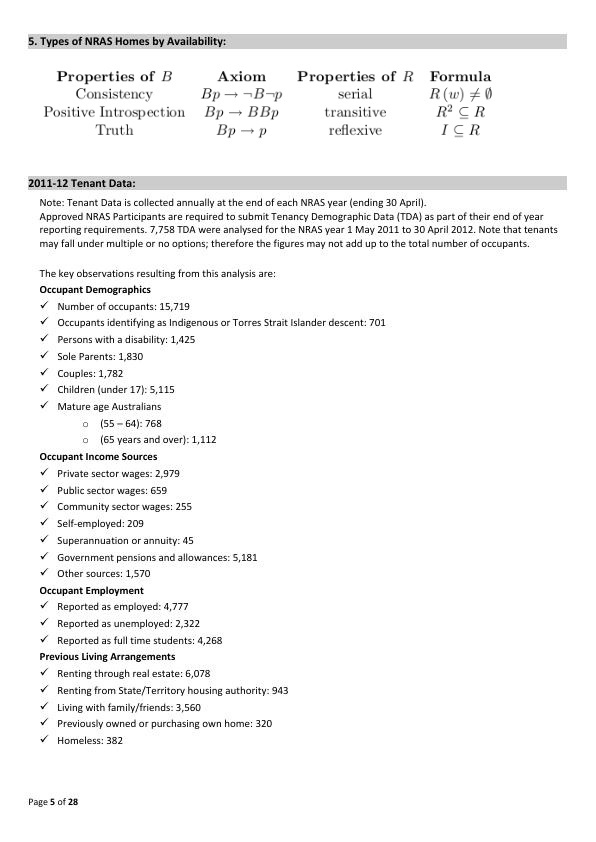 5. Types of NRAS Homes by Availability:
Properties of B Axiom Properties of R Formula
Consistency Bp → ¬B¬p serial R (w) ≠ ∅
Positive Introspection Bp → BBp transitive R² ⊆ R
Truth Bp → p reflexive I ⊆ R
2011-12 Tenant Data:
Note: Tenant Data is collected annually at the end of each NRAS year (ending 30 April).
Approved NRAS Participants are required to submit Tenancy Demographic Data (TDA) as part of their end of year
reporting requirements. 7,758 TDA were analysed for the NRAS year 1 May 2011 to 30 April 2012. Note that tenants
may fall under multiple or no options; therefore the figures may not add up to the total number of occupants.
The key observations resulting from this analysis are:
Occupant Demographics
✓ Number of occupants: 15,719
✓ Occupants identifying as Indigenous or Torres Strait Islander descent: 701
✓ Persons with a disability: 1,425
✓ Sole Parents: 1,830
✓ Couples: 1,782
✓ Children (under 17): 5,115
✓ Mature age Australians
o (55 – 64): 768
o (65 years and over): 1,112
Occupant Income Sources
✓ Private sector wages: 2,979
✓ Public sector wages: 659
✓ Community sector wages: 255
✓ Self-employed: 209
✓ Superannuation or annuity: 45
✓ Government pensions and allowances: 5,181
✓ Other sources: 1,570
Occupant Employment
✓ Reported as employed: 4,777
✓ Reported as unemployed: 2,322
✓ Reported as full time students: 4,268
Previous Living Arrangements
✓ Renting through real estate: 6,078
✓ Renting from State/Territory housing authority: 943
✓ Living with family/friends: 3,560
✓ Previously owned or purchasing own home: 320
✓ Homeless: 382
Page 5 of 28